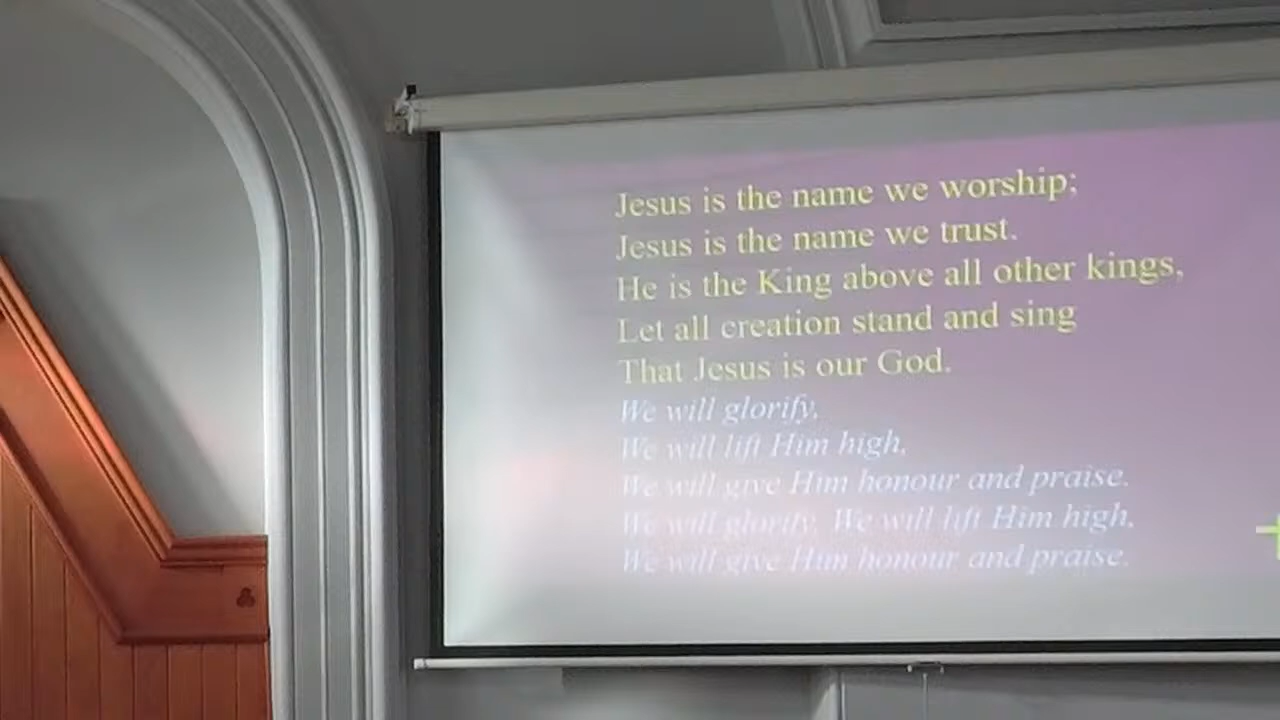 Jesus is the name we worship;
Jesus is the name we trust.
He is the King above all other kings,
Let all creation stand and sing
That Jesus is our God.
We will glorify,
We will lift Him high,
We will give Him honour and praise.
We will glorify, We will lift Him high,
We will give Him honour and praise.